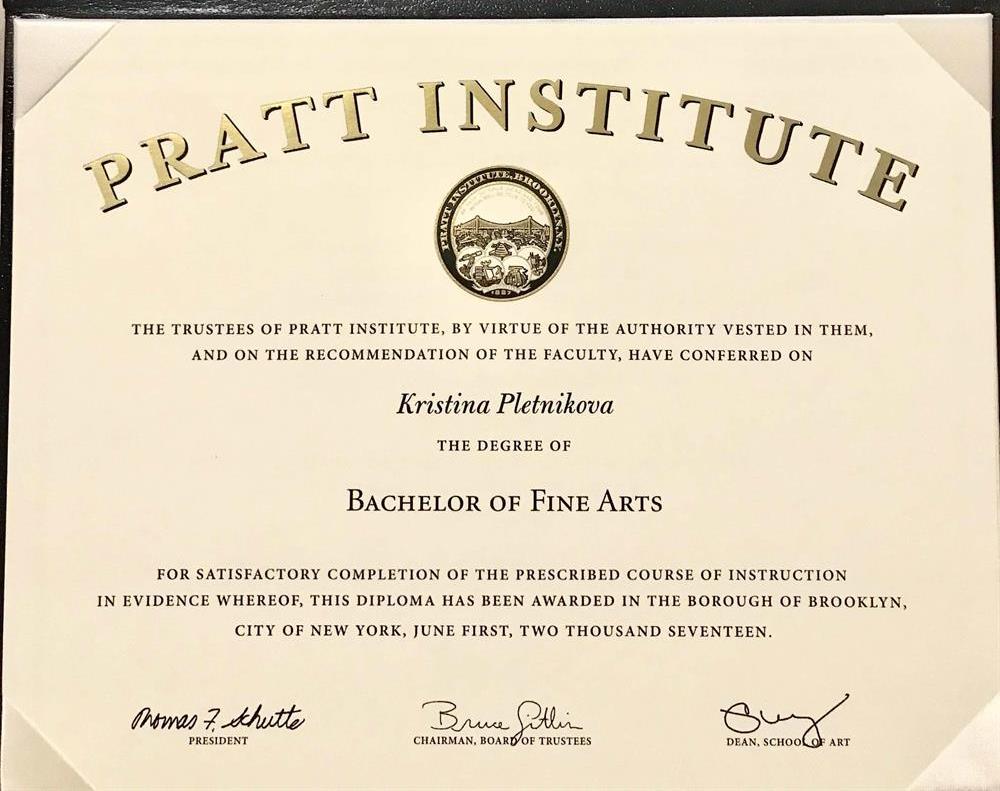 PRATT INSTITUTE
PRATT INSTITUTE, BROOKLYN, N.Y.
1887
THE TRUSTEES OF PRATT INSTITUTE, BY VIRTUE OF THE AUTHORITY VESTED IN THEM,
AND ON THE RECOMMENDATION OF THE FACULTY, HAVE CONFERRED ON
Kristina Pletnikova
THE DEGREE OF
BACHELOR OF FINE ARTS
FOR SATISFACTORY COMPLETION OF THE PRESCRIBED COURSE OF INSTRUCTION
IN EVIDENCE WHEREOF, THIS DIPLOMA HAS BEEN AWARDED IN THE BOROUGH OF BROOKLYN,
CITY OF NEW YORK, JUNE FIRST, TWO THOUSAND SEVENTEEN.
Thomas F. Schutte
PRESIDENT
Bruce Gitlin
CHAIRMAN, BOARD OF TRUSTEES
DEAN, SCHOOL OF ART